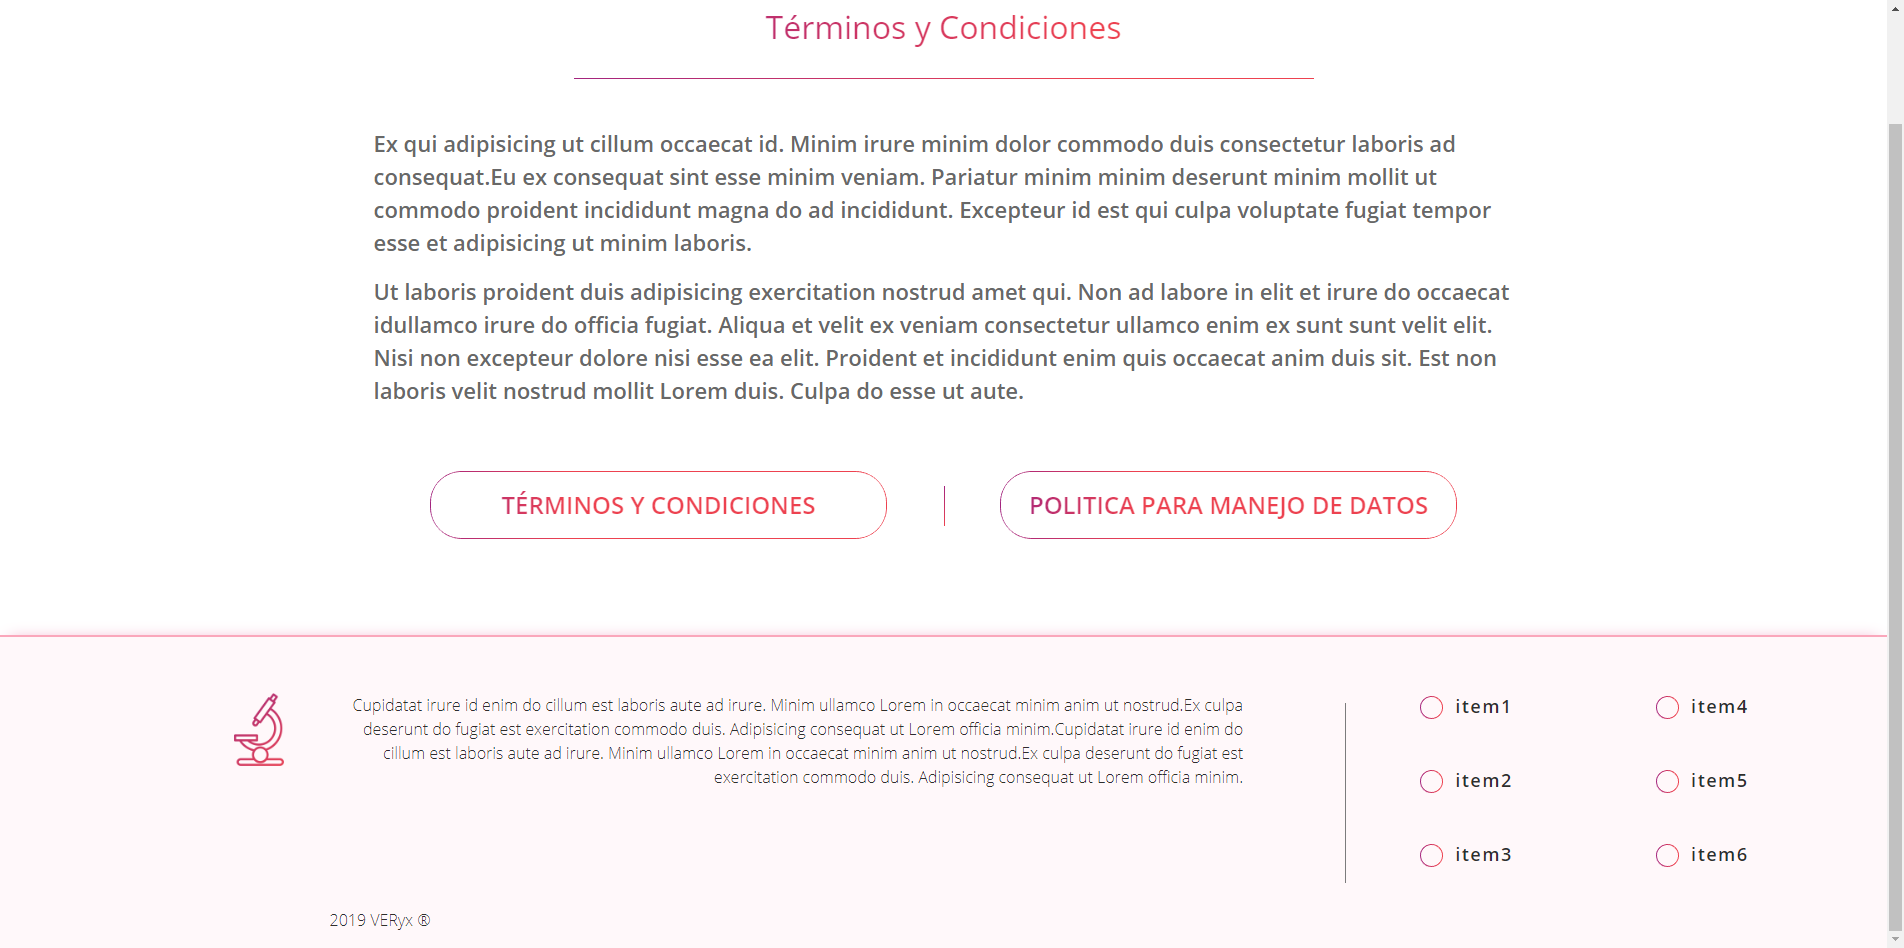 Términos y Condiciones
Ex qui adipisicing ut cillum occaecat id. Minim irure minim dolor commodo duis consectetur laboris ad
consequat.Eu ex consequat sint esse minim veniam. Pariatur minim minim deserunt minim mollit ut
commodo proident incididunt magna do ad incididunt. Excepteur id est qui culpa voluptate fugiat tempor
esse et adipisicing ut minim laboris.
Ut laboris proident duis adipisicing exercitation nostrud amet qui. Non ad labore in elit et irure do occaecat
idullamco irure do officia fugiat. Aliqua et velit ex veniam consectetur ullamco enim ex sunt sunt velit elit.
Nisi non excepteur dolore nisi esse ea elit. Proident et incididunt enim quis occaecat anim duis sit. Est non
laboris velit nostrud mollit Lorem duis. Culpa do esse ut aute.
TÉRMINOS Y CONDICIONES
POLITICA PARA MANEJO DE DATOS
Cupidatat irure id enim do cillum est laboris aute ad irure. Minim ullamco Lorem in occaecat minim anim ut nostrud.Ex culpa
deserunt do fugiat est exercitation commodo duis. Adipisicing consequat ut Lorem officia minim.Cupidatat irure id enim do
cillum est laboris aute ad irure. Minim ullamco Lorem in occaecat minim anim ut nostrud.Ex culpa deserunt do fugiat est
exercitation commodo duis. Adipisicing consequat ut Lorem officia minim.
item1
item2
item3
item4
item5
item6
2019 VERyx ®